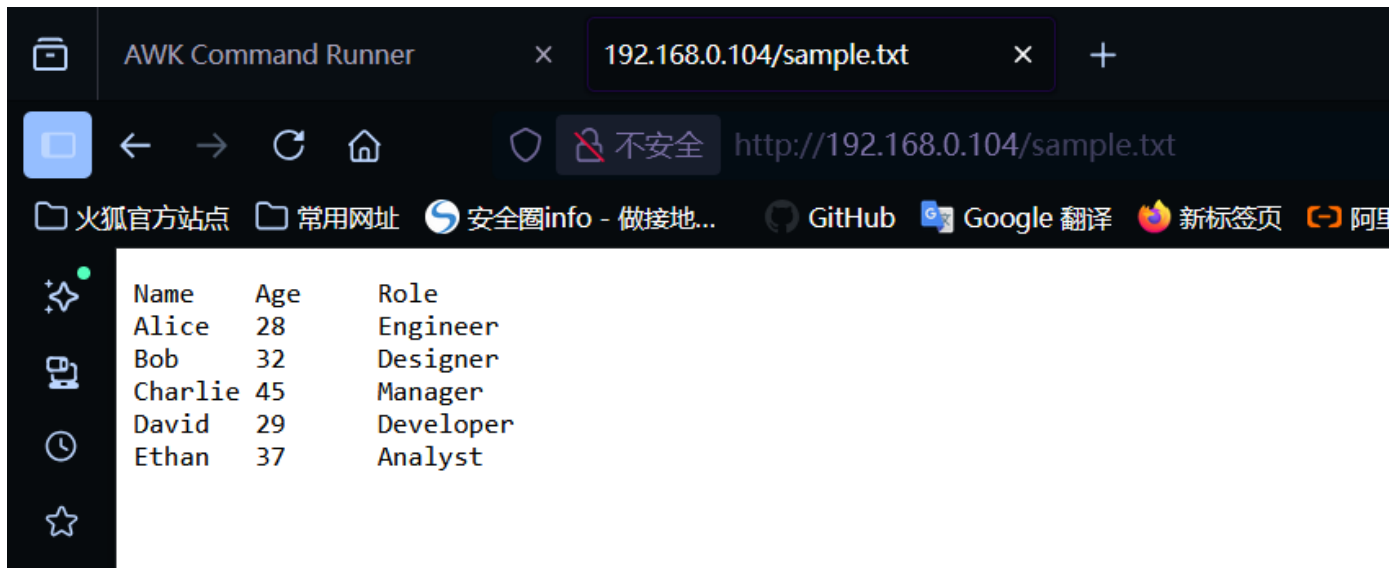 AWK Command Runner 192.168.0.104/sample.txt
不安全 http://192.168.0.104/sample.txt
火狐官方站点 常用网址 安全圈info - 做接地... GitHub Google 翻译 新标签页 阿里
Name Age Role
Alice 28 Engineer
Bob 32 Designer
Charlie 45 Manager
David 29 Developer
Ethan 37 Analyst